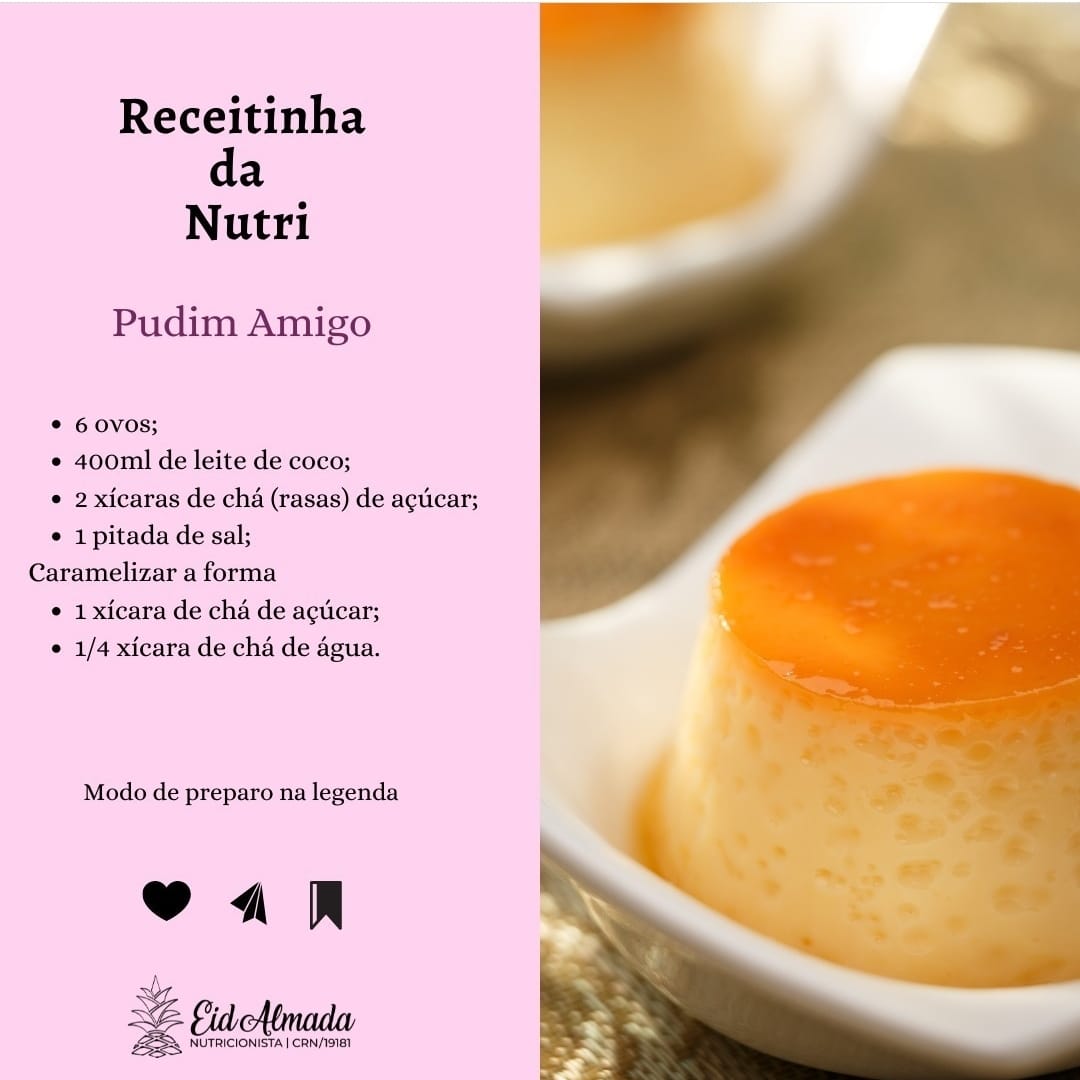 Receitinha
da
Nutri
Pudim Amigo
• 6 ovos;
• 400ml de leite de coco;
• 2 xícaras de chá (rasas) de açúcar;
• 1 pitada de sal;
Caramelizar a forma
• 1 xícara de chá de açúcar;
• 1/4 xícara de chá de água.
Modo de preparo na legenda
Eid Almada
NUTRICIONISTA | CRN/19181